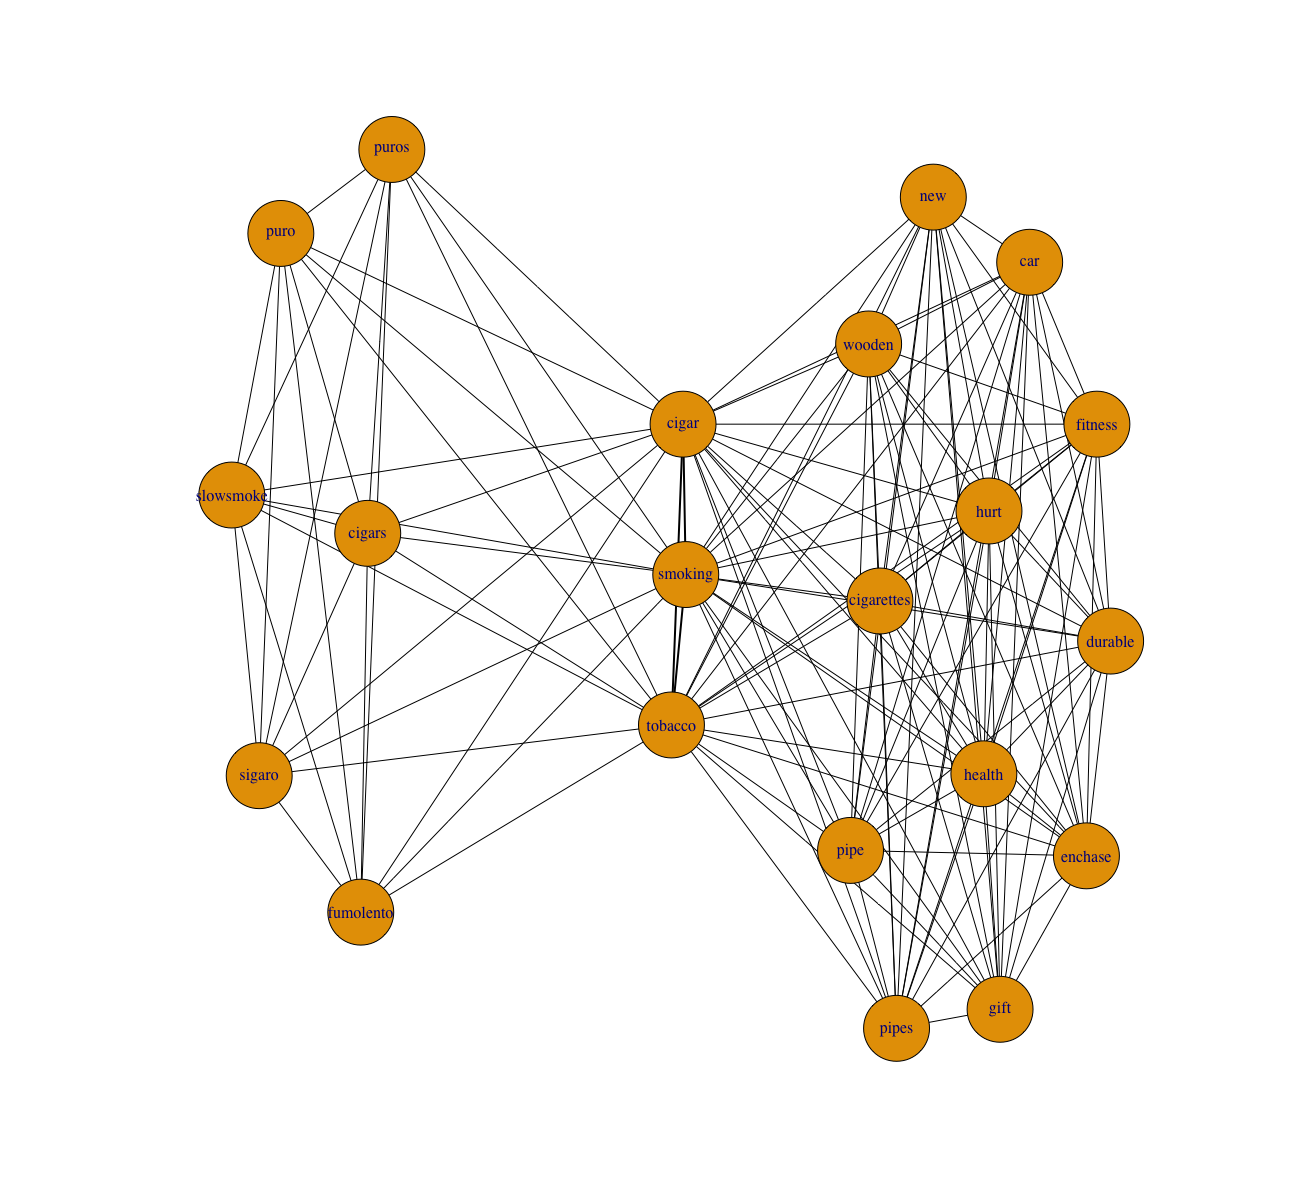 puros
new
puro
car
wooden
cigar
fitness
slowsmoke
hurt
cigars
smoking
cigarettes
durable
tobacco
sigaro
health
pipe
enchase
fumolento
gift
pipes